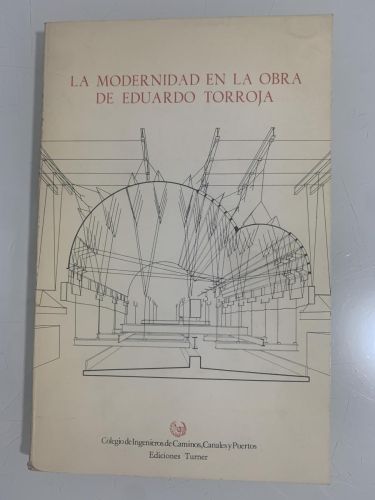 LA MODERNIDAD EN LA OBRA
DE EDUARDO TORROJA
Colegio de Ingenieros de Caminos, Canales y Puertos
Ediciones Turner